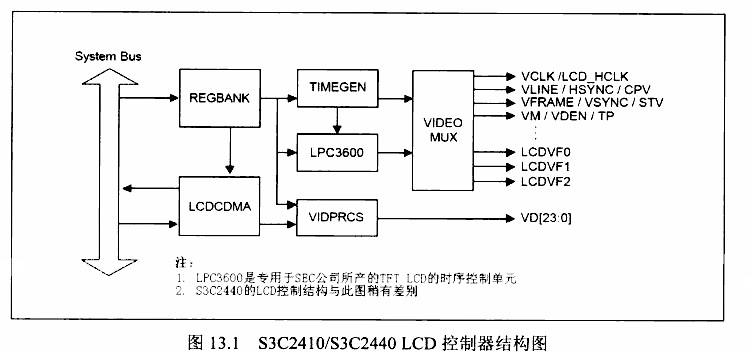 System Bus
REGBANK
TIMEGEN
VIDEO
MUX
LPC3600
LCDCDMA
VIDPRCS
VCLK /LCD_HCLK
VLINE / HSYNC / CPV
VFRAME / VSYNC / STV
VM / VDEN / TP
LCDVF0
LCDVF1
LCDVF2
VD[23:0]
注：
1. LPC3600是专用于SEC公司所产的TFT LCD的时序控制单元
2. S3C2440的LCD控制结构与此图稍有差别
图 13.1 S3C2410/S3C2440 LCD 控制器结构图